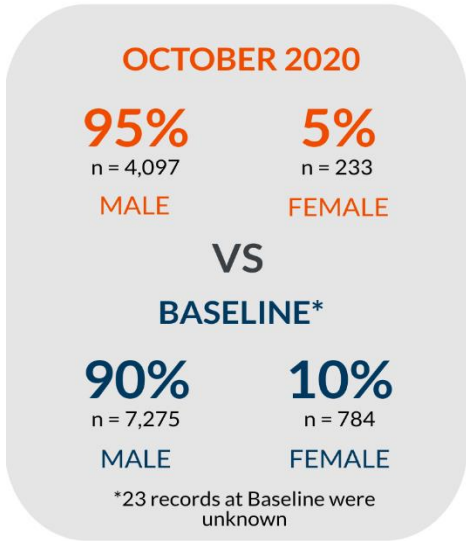 OCTOBER 2020
95% 5%
n = 4,097 n = 233
MALE FEMALE
VS
BASELINE*
90% 10%
n = 7,275 n = 784
MALE FEMALE
*23 records at Baseline were
unknown